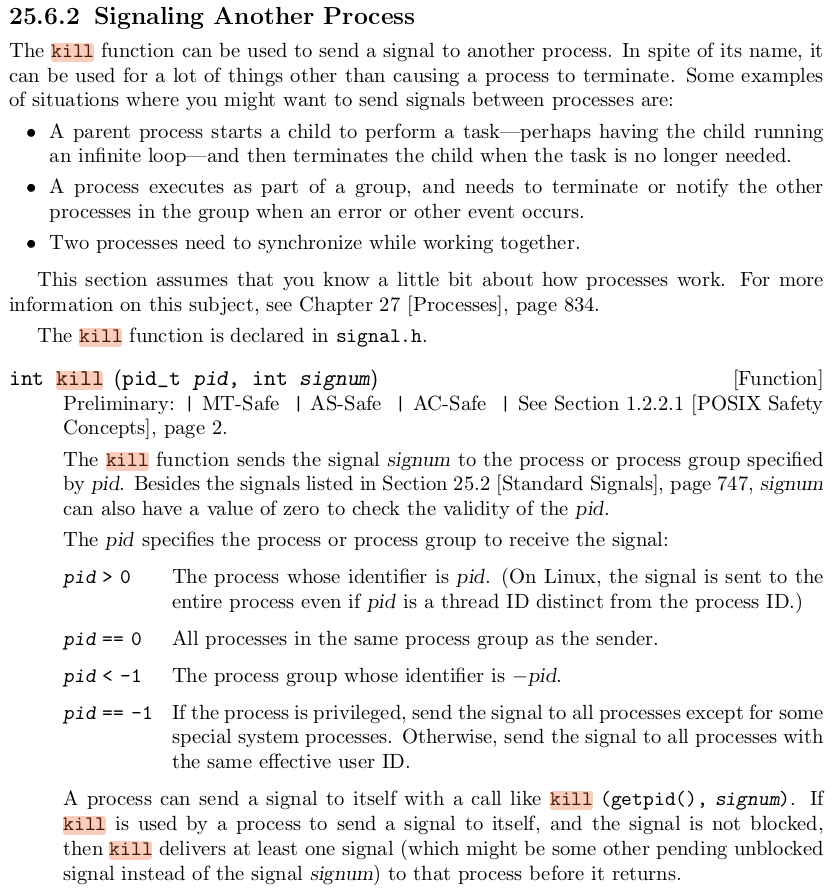 25.6.2 Signaling Another Process
The kill function can be used to send a signal to another process. In spite of its name, it
can be used for a lot of things other than causing a process to terminate. Some examples
of situations where you might want to send signals between processes are:
• A parent process starts a child to perform a task—perhaps having the child running
an infinite loop—and then terminates the child when the task is no longer needed.
• A process executes as part of a group, and needs to terminate or notify the other
processes in the group when an error or other event occurs.
• Two processes need to synchronize while working together.
This section assumes that you know a little bit about how processes work. For more
information on this subject, see Chapter 27 [Processes], page 834.
The kill function is declared in signal.h.
int kill (pid_t pid, int signum) [Function]
Preliminary: | MT-Safe | AS-Safe | AC-Safe | See Section 1.2.2.1 [POSIX Safety
Concepts], page 2.
The kill function sends the signal signum to the process or process group specified
by pid. Besides the signals listed in Section 25.2 [Standard Signals], page 747, signum
can also have a value of zero to check the validity of the pid.
The pid specifies the process or process group to receive the signal:
pid > 0 The process whose identifier is pid. (On Linux, the signal is sent to the
entire process even if pid is a thread ID distinct from the process ID.)
pid == 0 All processes in the same process group as the sender.
pid < -1 The process group whose identifier is −pid.
pid == -1 If the process is privileged, send the signal to all processes except for some
special system processes. Otherwise, send the signal to all processes with
the same effective user ID.
A process can send a signal to itself with a call like kill (getpid(), signum). If
kill is used by a process to send a signal to itself, and the signal is not blocked,
then kill delivers at least one signal (which might be some other pending unblocked
signal instead of the signal signum) to that process before it returns.